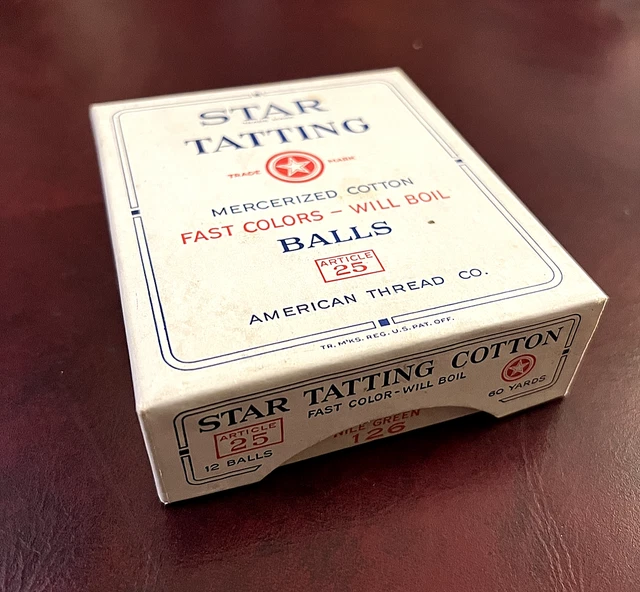 STAR
TATTING
TRADE MARK
MERCERIZED COTTON
FAST COLORS – WILL BOIL
BALLS
ARTICLE
25
AMERICAN THREAD CO.
TR. M'KS. REG. U.S. PAT. OFF.
STAR TATTING COTTON
FAST COLOR-WILL BOIL
ARTICLE
25
12 BALLS
NILE GREEN
126
60 YARDS